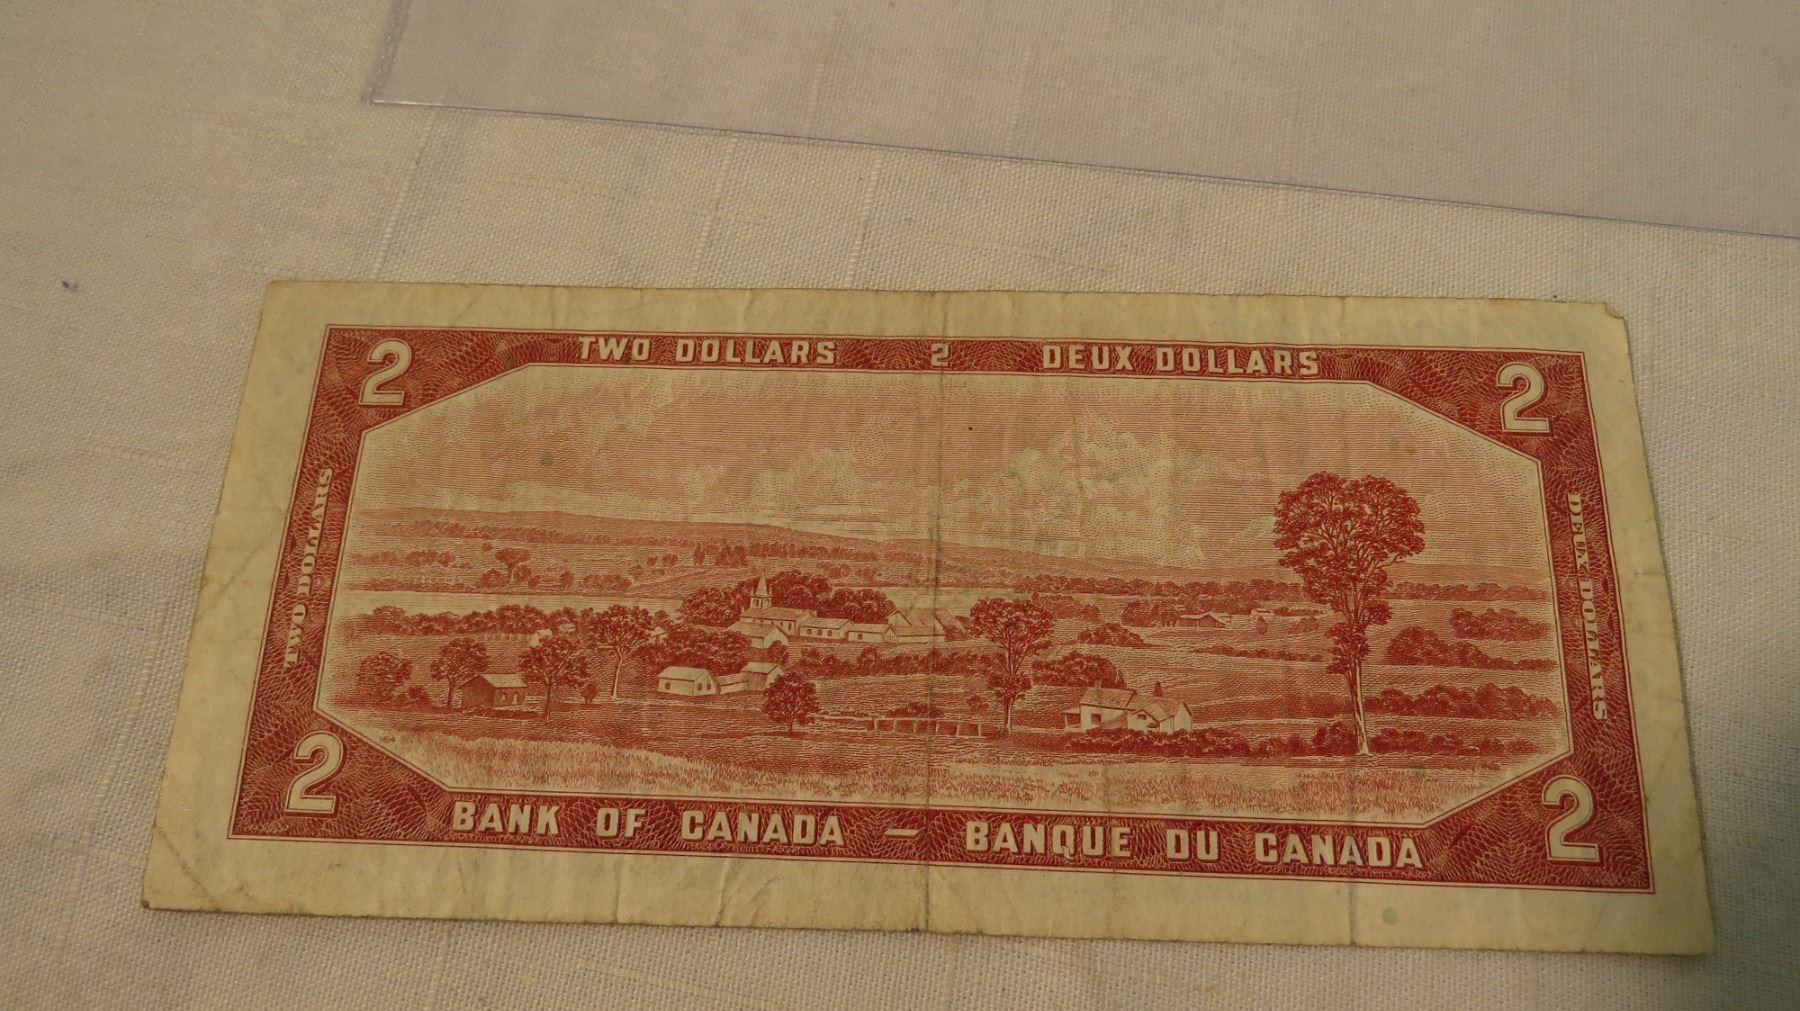 2 TWO DOLLARS 2 DEUX DOLLARS 2
TWO DOLLARS
DEUX DOLLARS
2 BANK OF CANADA – BANQUE DU CANADA 2